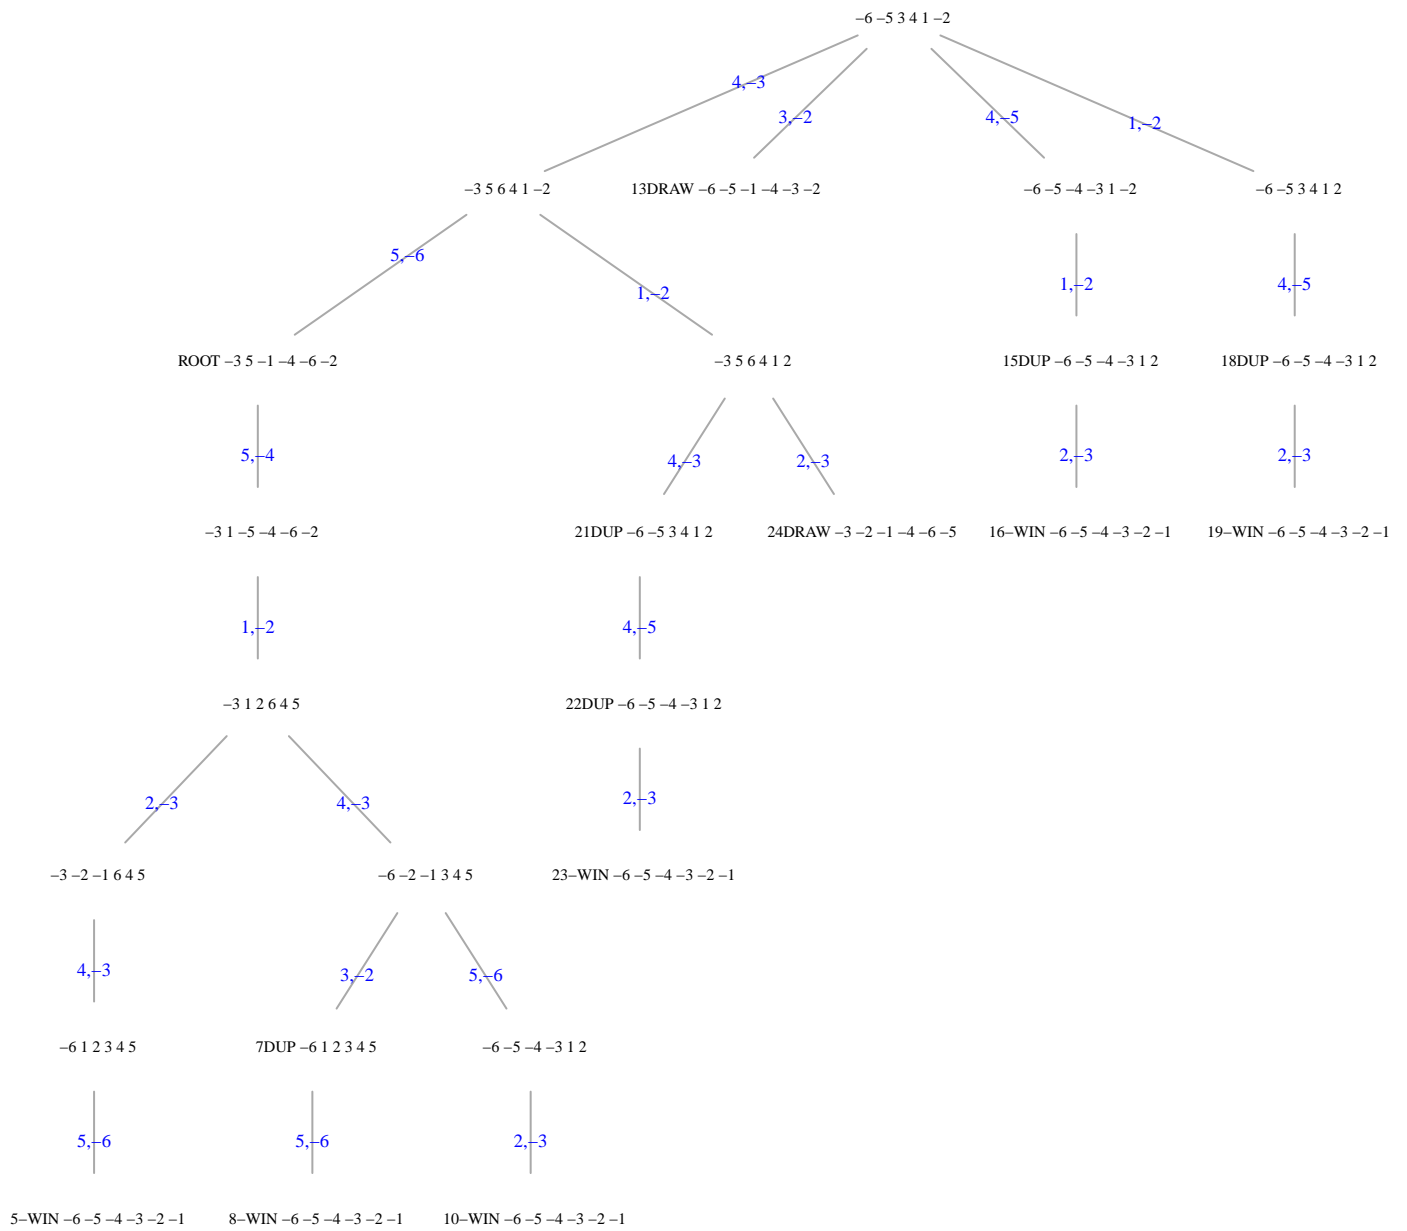 –6 –5 3 4 1 –2
4,–3
3,–2
4,–5
1,–2
–3 5 6 4 1 –2
13DRAW –6 –5 –1 –4 –3 –2
–6 –5 –4 –3 1 –2
–6 –5 3 4 1 2
5,–6
1,–2
1,–2
4,–5
ROOT –3 5 –1 –4 –6 –2
–3 5 6 4 1 2
15DUP –6 –5 –4 –3 1 2
18DUP –6 –5 –4 –3 1 2
5,–4
4,–3
2,–3
2,–3
2,–3
–3 1 –5 –4 –6 –2
21DUP –6 –5 3 4 1 2
24DRAW –3 –2 –1 –4 –6 –5
16–WIN –6 –5 –4 –3 –2 –1
19–WIN –6 –5 –4 –3 –2 –1
1,–2
4,–5
–3 1 2 6 4 5
22DUP –6 –5 –4 –3 1 2
2,–3
4,–3
2,–3
–3 –2 –1 6 4 5
–6 –2 –1 3 4 5
23–WIN –6 –5 –4 –3 –2 –1
4,–3
3,–2
5,–6
–6 1 2 3 4 5
7DUP –6 1 2 3 4 5
–6 –5 –4 –3 1 2
5,–6
5,–6
2,–3
5–WIN –6 –5 –4 –3 –2 –1
8–WIN –6 –5 –4 –3 –2 –1
10–WIN –6 –5 –4 –3 –2 –1